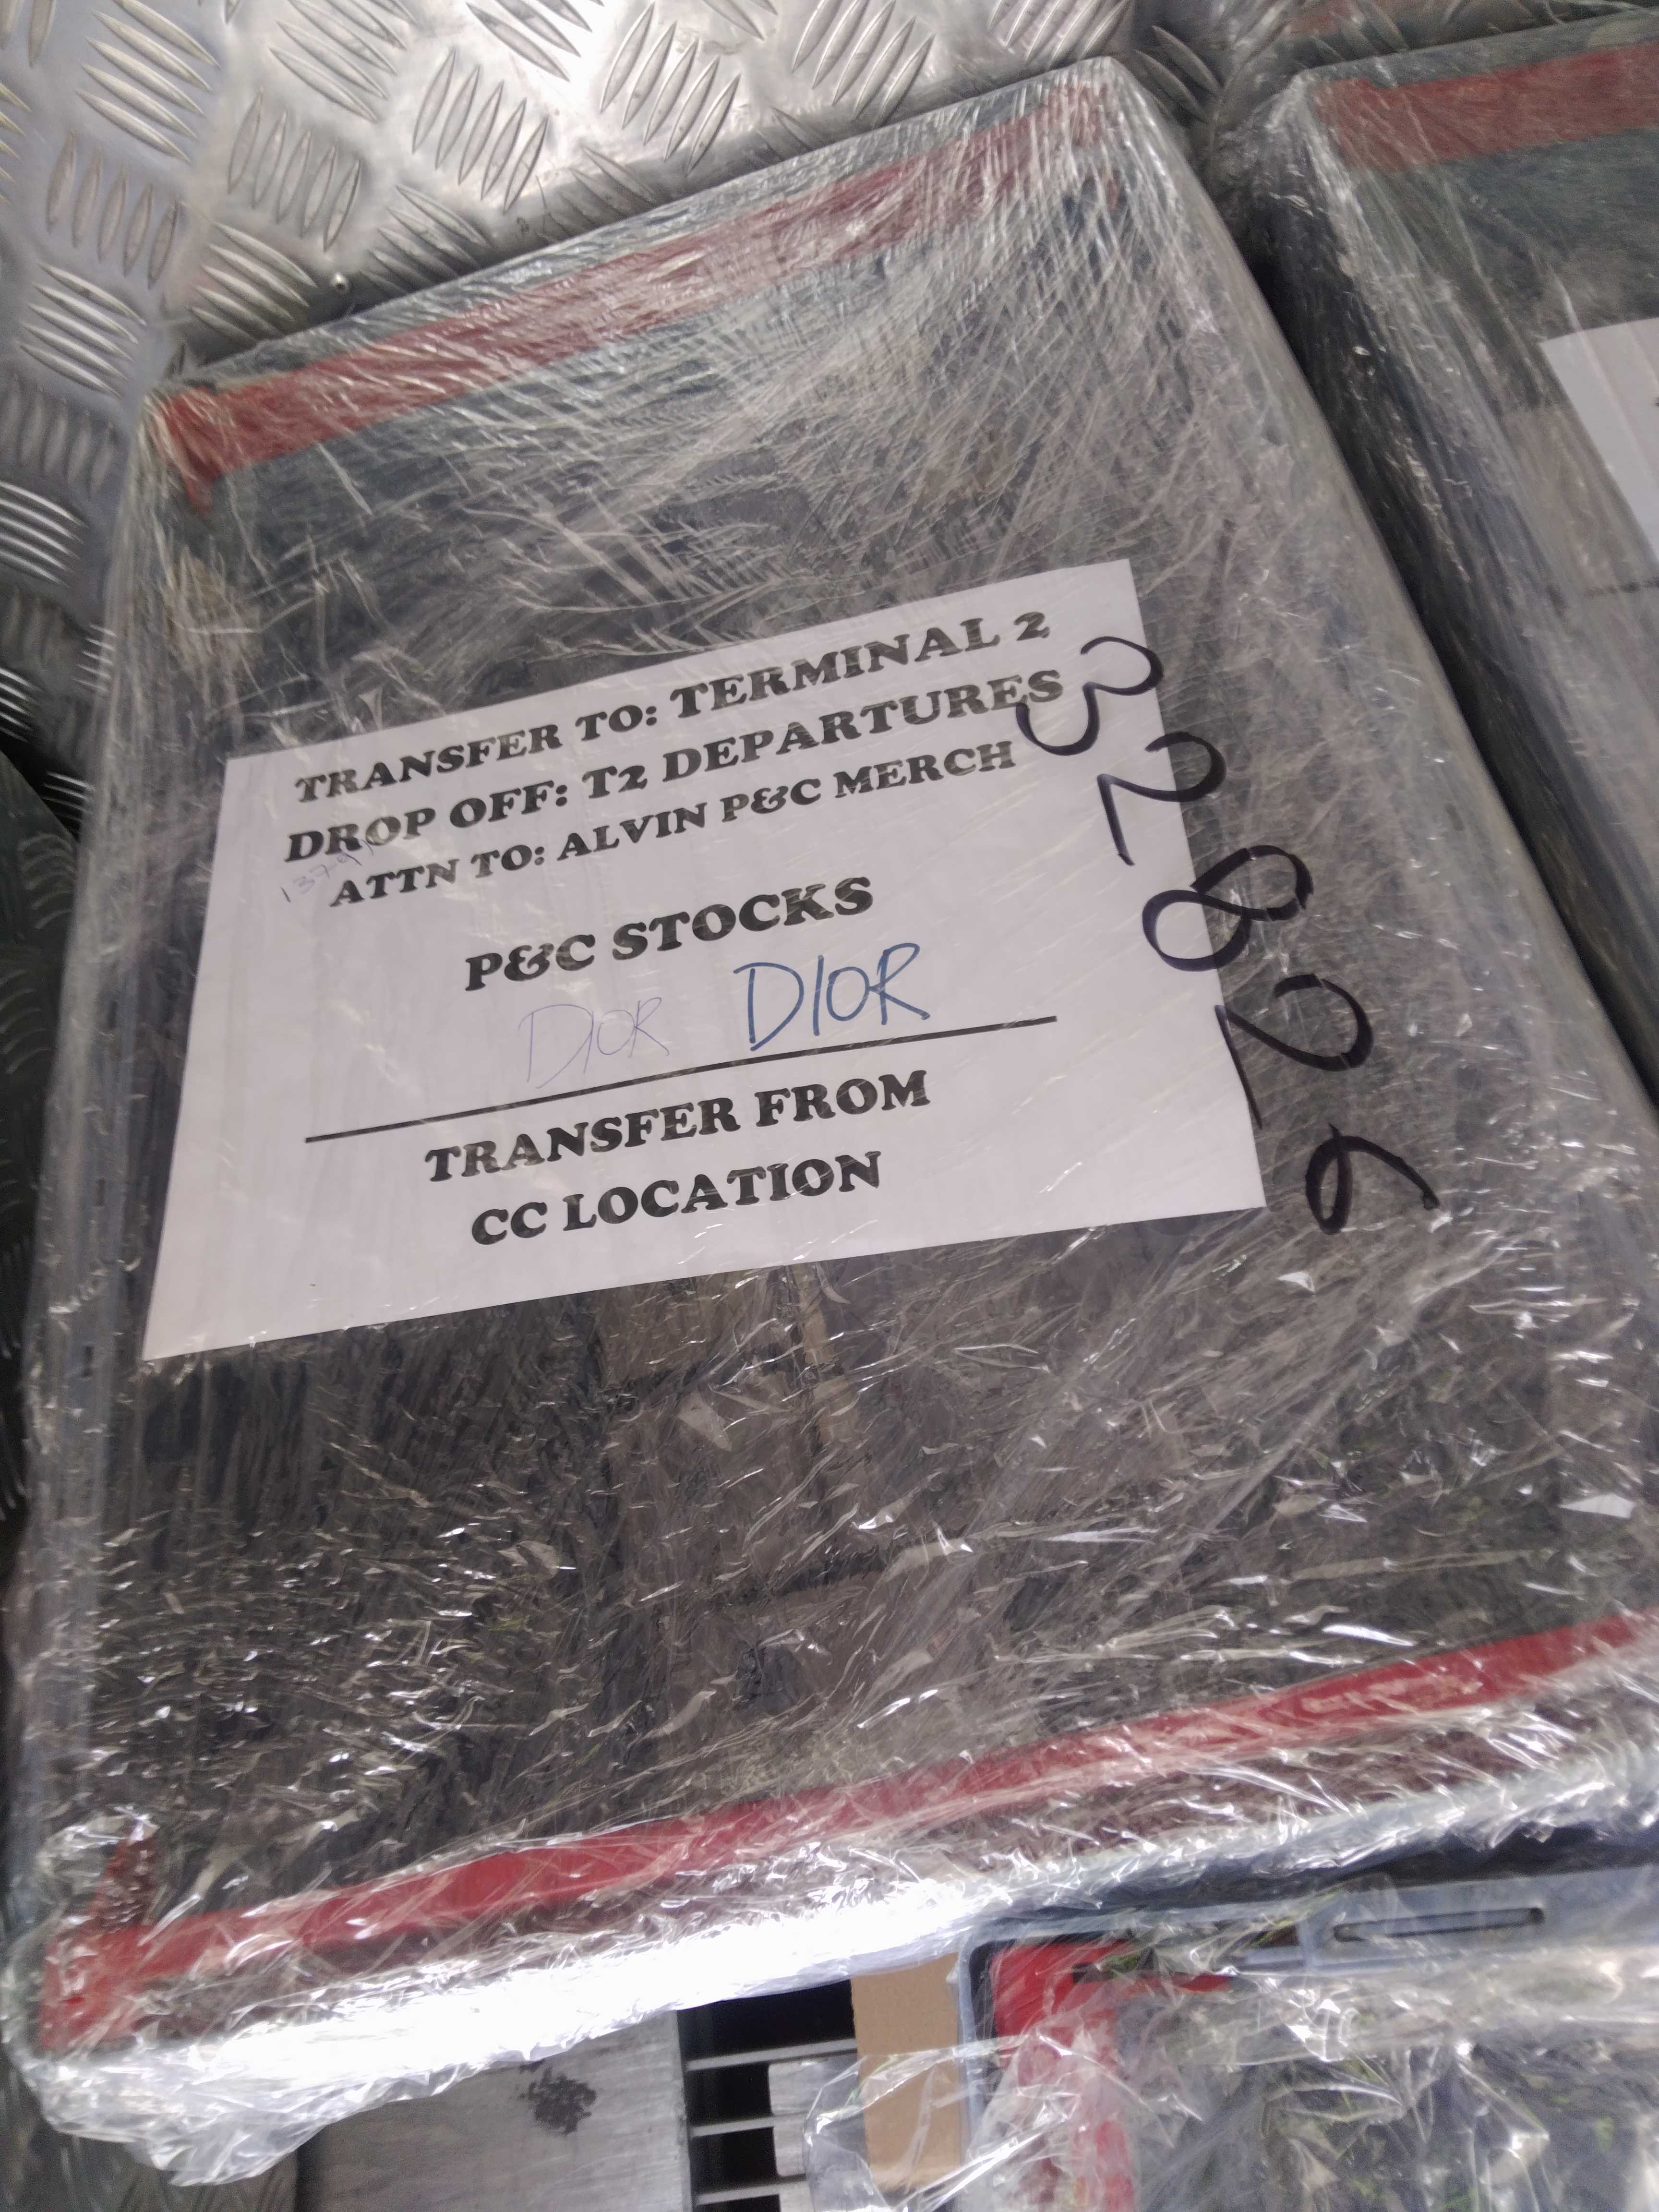 TRANSFER TO: TERMINAL 2
DROP OFF: T2 DEPARTURES
ATTN TO: ALVIN P&C MERCH
P&C STOCKS
DIOR DIOR
TRANSFER FROM
CC LOCATION
32826